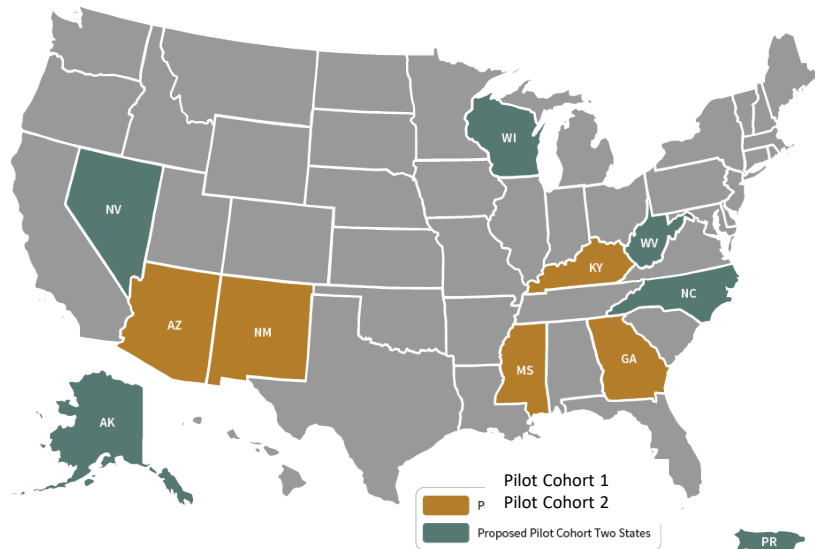 WI
NV
WV
KY
NC
AZ
NM
MS
GA
AK
Pilot Cohort 1
P
Pilot Cohort 2
Proposed Pilot Cohort Two States
PR